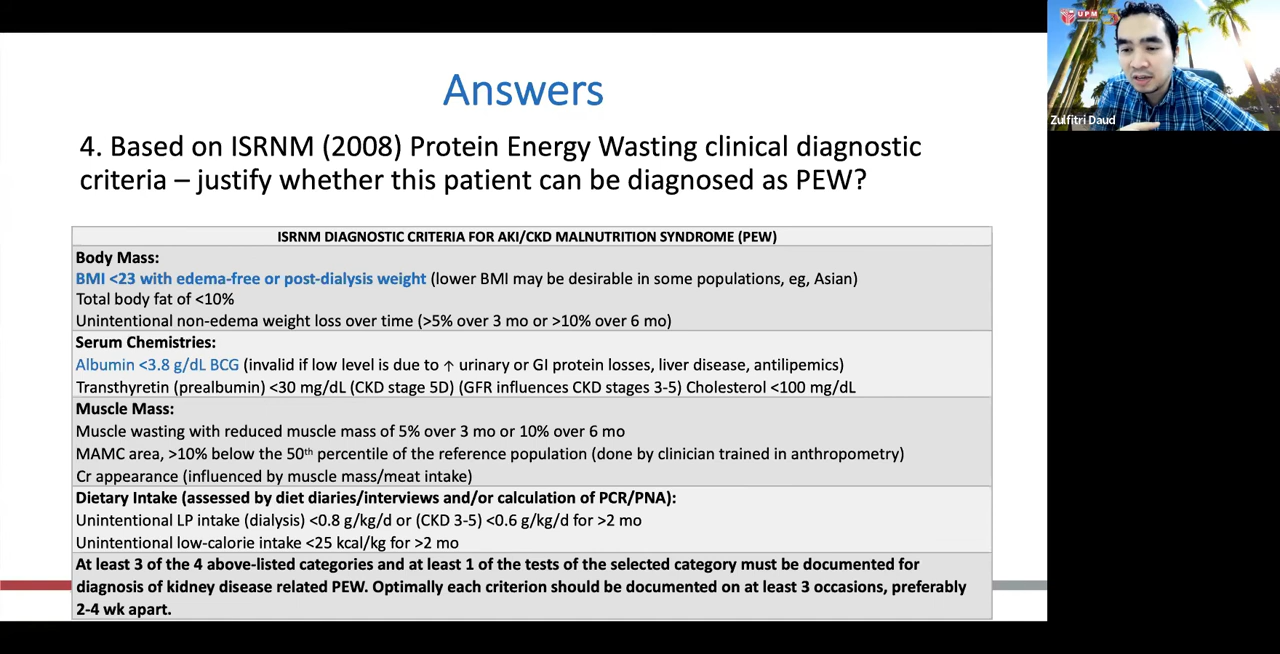 Answers
4. Based on ISRNM (2008) Protein Energy Wasting clinical diagnostic
criteria – justify whether this patient can be diagnosed as PEW?
ISRNM DIAGNOSTIC CRITERIA FOR AKI/CKD MALNUTRITION SYNDROME (PEW)
Body Mass:
BMI <23 with edema-free or post-dialysis weight (lower BMI may be desirable in some populations, eg, Asian)
Total body fat of <10%
Unintentional non-edema weight loss over time (>5% over 3 mo or >10% over 6 mo)
Serum Chemistries:
Albumin <3.8 g/dL BCG (invalid if low level is due to ↑ urinary or GI protein losses, liver disease, antilipemics)
Transthyretin (prealbumin) <30 mg/dL (CKD stage 5D) (GFR influences CKD stages 3-5) Cholesterol <100 mg/dL
Muscle Mass:
Muscle wasting with reduced muscle mass of 5% over 3 mo or 10% over 6 mo
MAMC area, >10% below the 50th percentile of the reference population (done by clinician trained in anthropometry)
Cr appearance (influenced by muscle mass/meat intake)
Dietary Intake (assessed by diet diaries/interviews and/or calculation of PCR/PNA):
Unintentional LP intake (dialysis) <0.8 g/kg/d or (CKD 3-5) <0.6 g/kg/d for >2 mo
Unintentional low-calorie intake <25 kcal/kg for >2 mo
At least 3 of the 4 above-listed categories and at least 1 of the tests of the selected category must be documented for
diagnosis of kidney disease related PEW. Optimally each criterion should be documented on at least 3 occasions, preferably
2-4 wk apart.
UPM
Zulfitri Daud